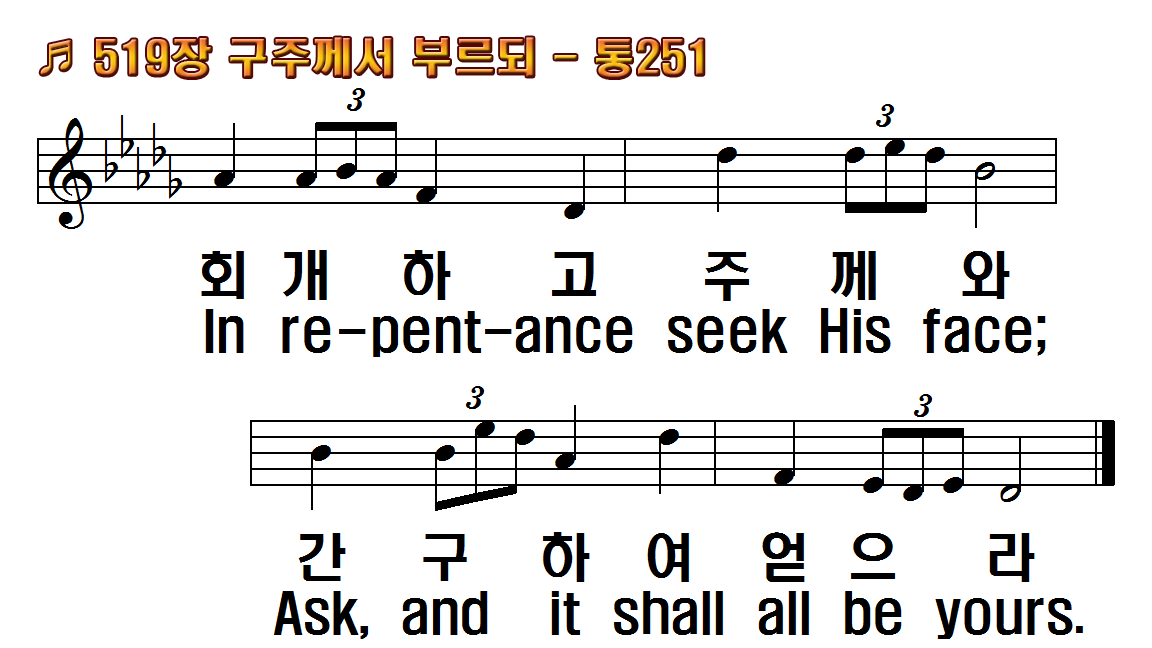 ♬ 519장 구주께서 부르되 - 통251
3 3
회 개 하 고 주 께 와
In re-pent-ance seek His face;
3 3
간 구 하 여 얻 으 라
Ask, and it shall all be yours.